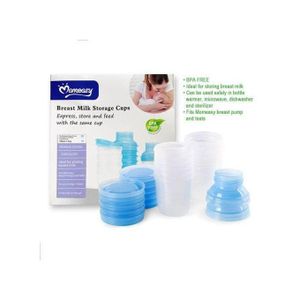 Momeasy
Breast Milk Storage Cups
Express, store and feed
with the same cup
BPA FREE
• BPA FREE
• Ideal for storing breast milk
• Can be used safely in bottle
warmer, microwave, dishwasher
and sterilizer
• Fits Momeasy breast pump
and teats